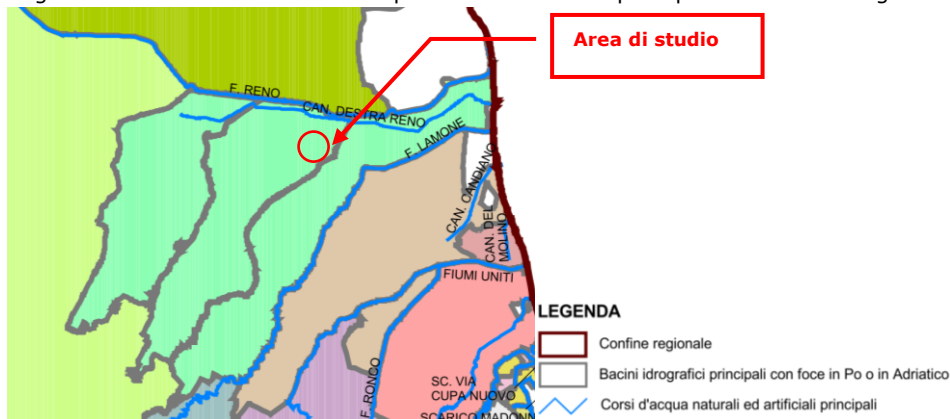 Area di studio
F. RENO
CAN. DESTRA RENO
F. LAMONE
CAN. CANDIANO
CAN. DEL
MOLINO
FIUMI UNITI
F. RONCO
SC. VIA
CUPA NUOVO
SCARICO MADONN
LEGENDA
Confine regionale
Bacini idrografici principali con foce in Po o in Adriatico
Corsi d'acqua naturali ed artificiali principali